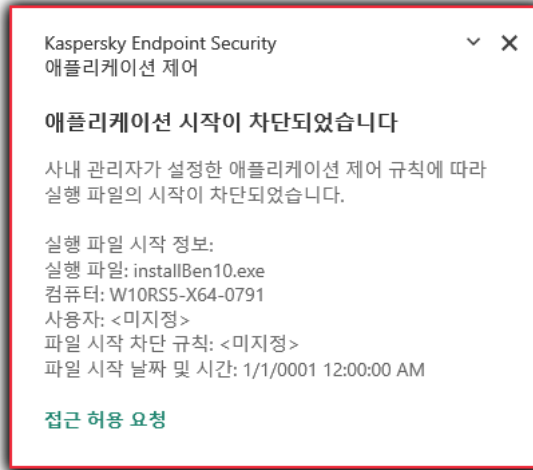 Kaspersky Endpoint Security
애플리케이션 제어
애플리케이션 시작이 차단되었습니다
사내 관리자가 설정한 애플리케이션 제어 규칙에 따라
실행 파일의 시작이 차단되었습니다.
실행 파일 시작 정보:
실행 파일: installBen10.exe
컴퓨터: W10RS5-X64-0791
사용자: <미지정>
파일 시작 차단 규칙: <미지정>
파일 시작 날짜 및 시간: 1/1/0001 12:00:00 AM
접근 허용 요청